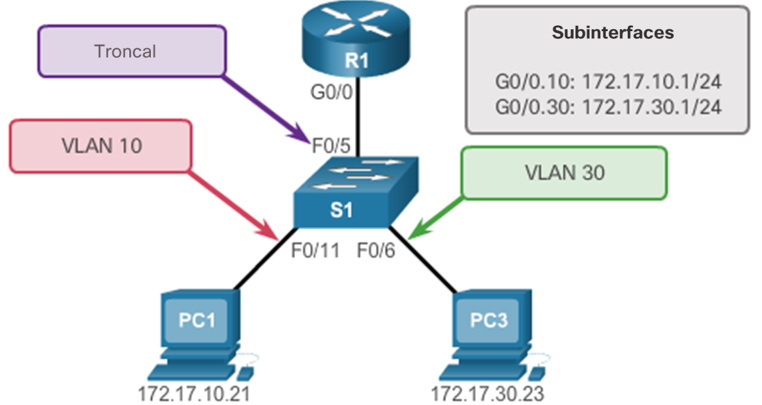 Troncal
R1
G0/0
Subinterfaces
G0/0.10: 172.17.10.1/24
G0/0.30: 172.17.30.1/24
VLAN 10
F0/5
VLAN 30
S1
F0/11
F0/6
PC1
PC3
172.17.10.21
172.17.30.23